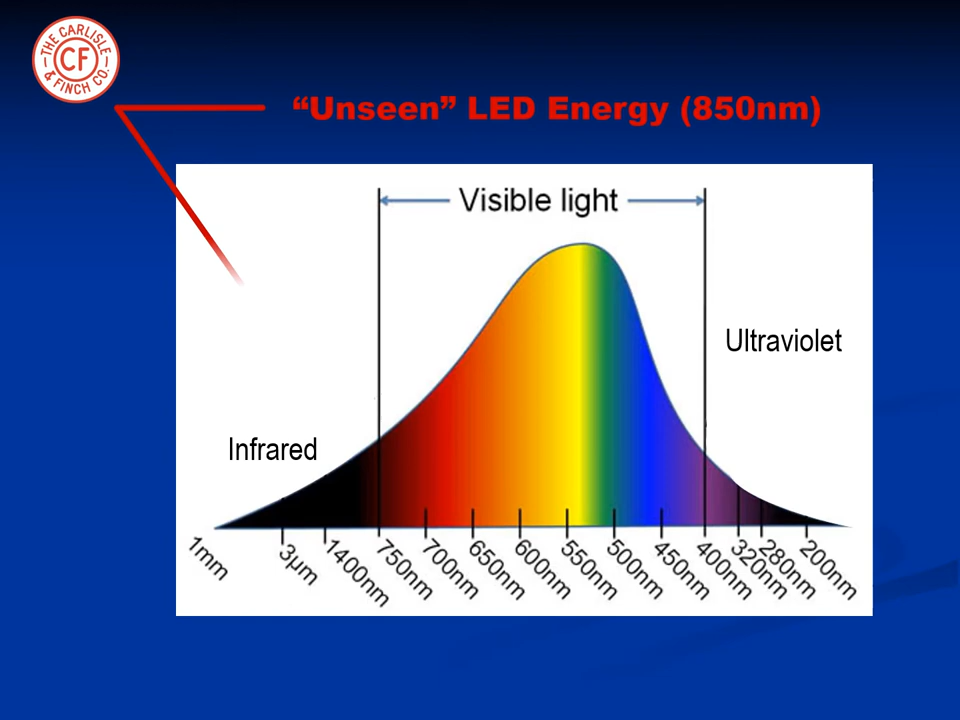 THE CARLISLE
CF
& FINCH CO.
“Unseen” LED Energy (850nm)
Visible light
Ultraviolet
Infrared
1mm
3μm
1400nm
750nm
700nm
650nm
600nm
550nm
500nm
450nm
400nm
320nm
280nm
200nm